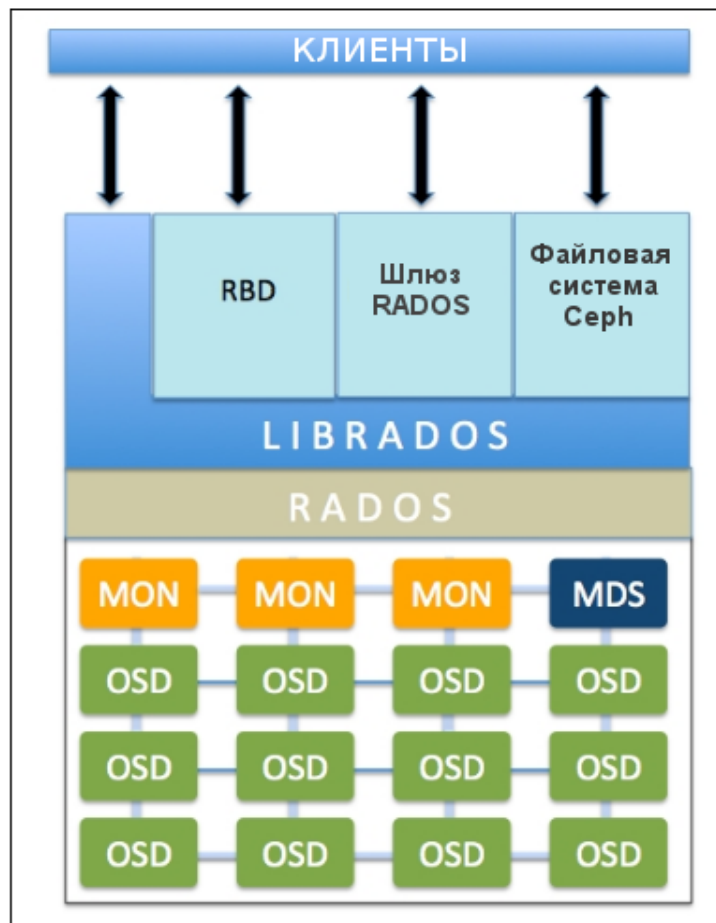 КЛИЕНТЫ
RBD
Шлюз
RADOS
Файловая
система
Ceph
LIBRADOS
RADOS
MON MON MON MDS
OSD OSD OSD OSD
OSD OSD OSD OSD
OSD OSD OSD OSD